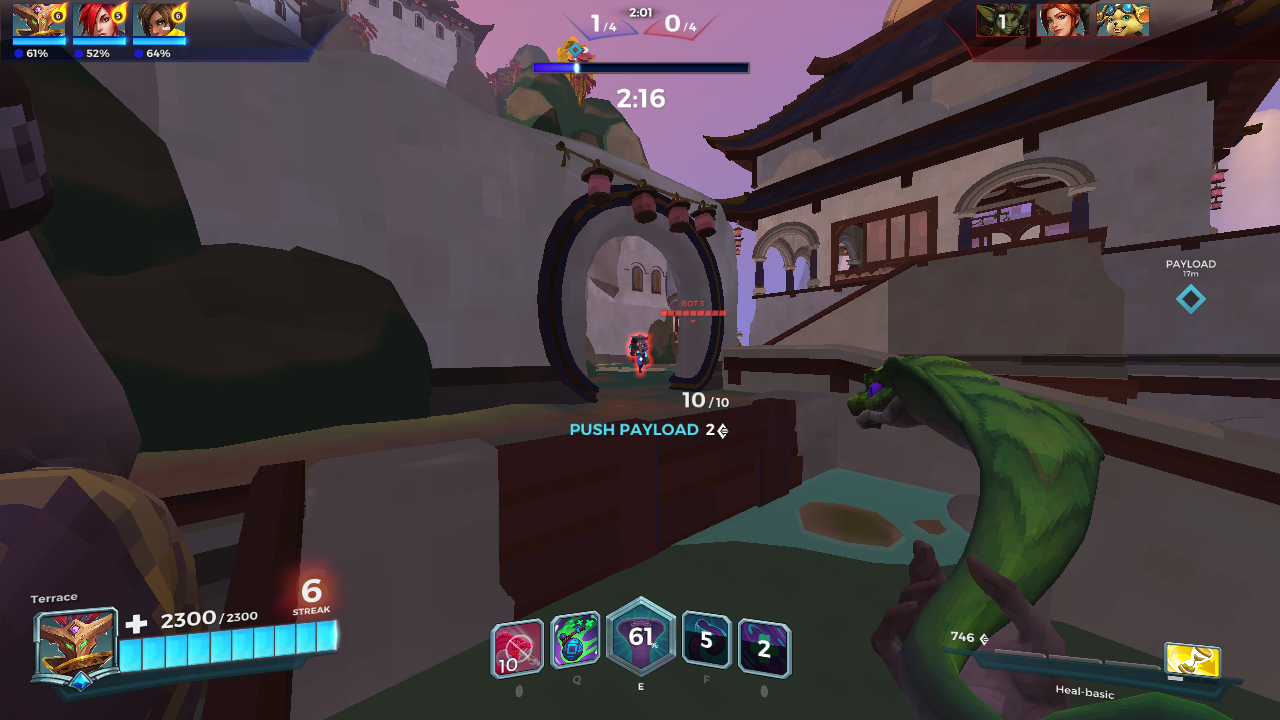 6
5
6
61%
52%
64%
2:01
1/4
0/4
2:16
1
PAYLOAD
17m
BOT 3
10/10
PUSH PAYLOAD 2
Terrace
2300/2300
6
STREAK
10
61%
5
2
Q
E
F
746
Heal-basic